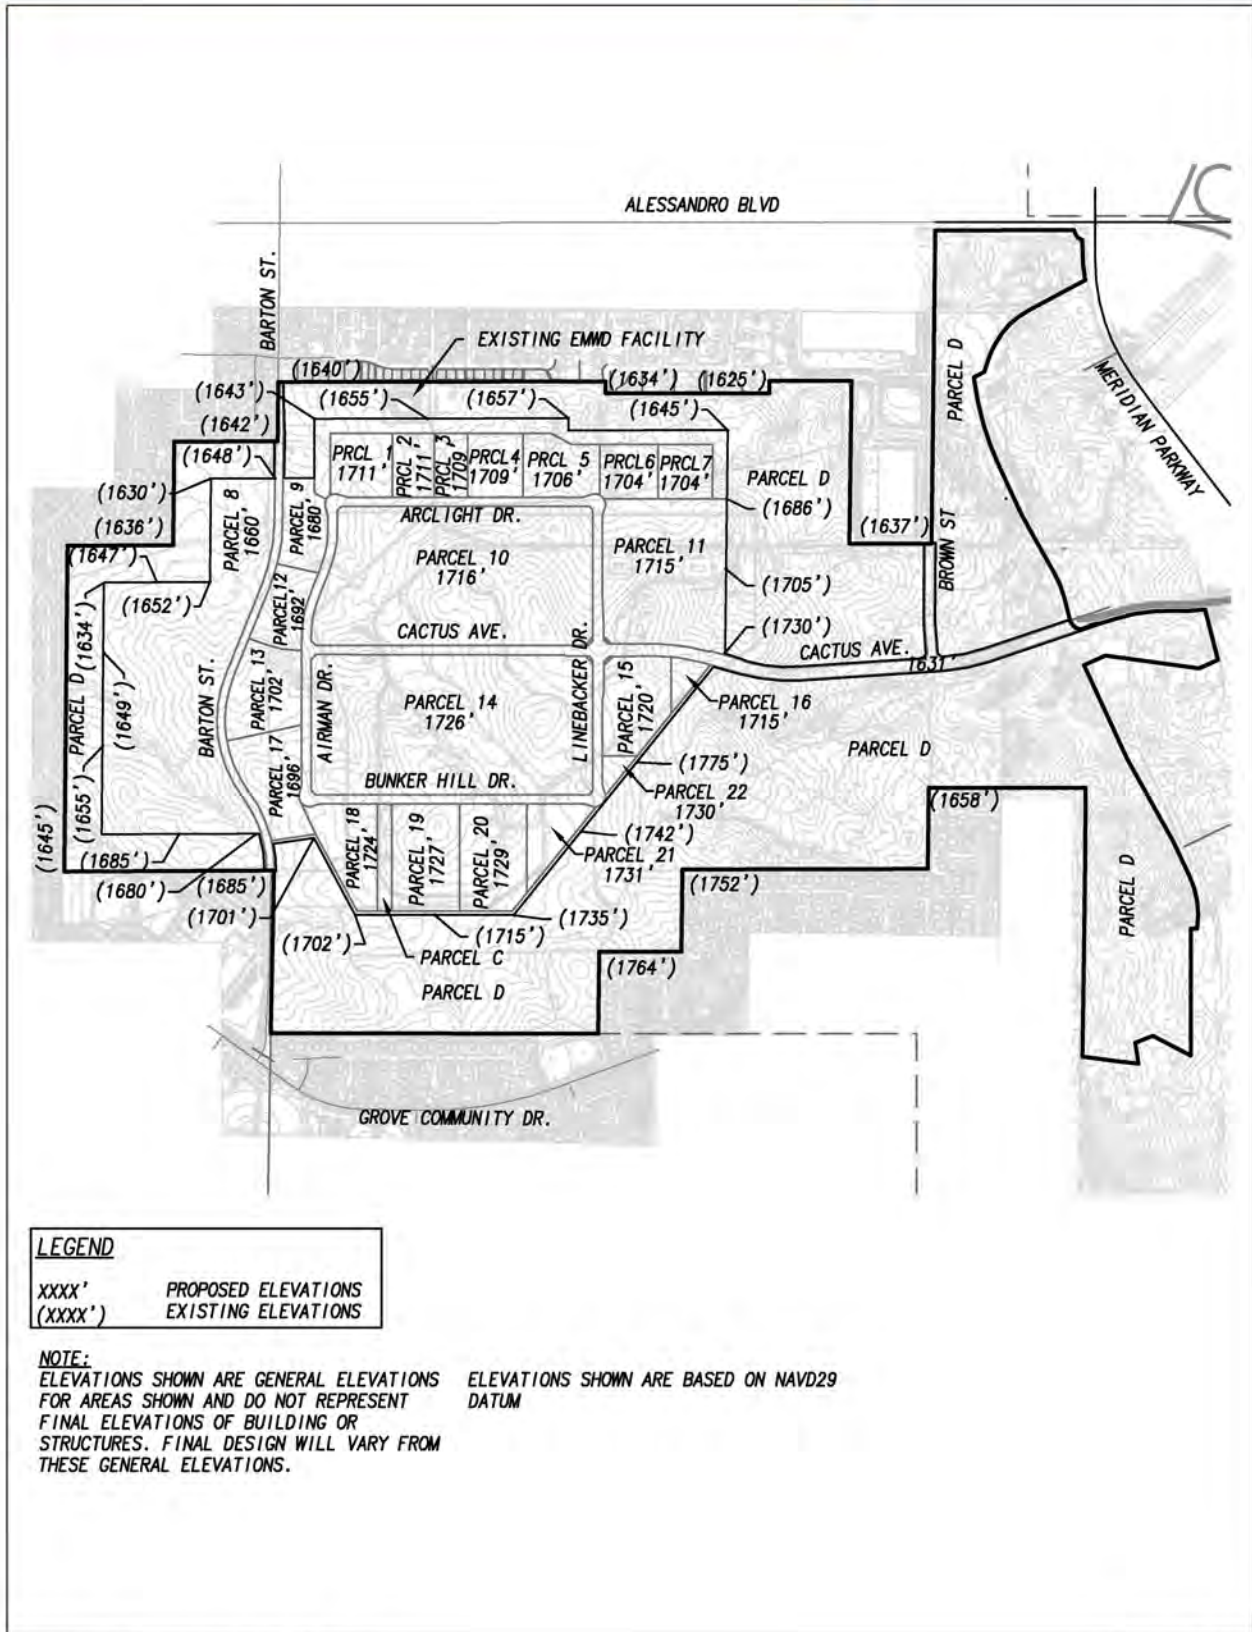 ALESSANDRO BLVD
BARTON ST.
EXISTING EMWD FACILITY
(1640')
(1634')
(1625')
(1643')
(1655')
(1657')
(1645')
(1642')
(1648')
PRCL 1
1711'
PRCL 2
1711'
PRCL 3
1709'
PRCL4
1709'
PRCL 5
1706'
PRCL6
1704'
PRCL7
1704'
PARCEL D
PARCEL D
MERIDIAN PARKWAY
(1630')
(1636')
PARCEL 8
1660'
PARCEL 9
1680'
ARCLIGHT DR.
(1686')
(1637')
BROWN ST
(1647')
(1652')
PARCEL 10
1716'
PARCEL 11
1715'
(1705')
PARCEL 12
1692'
(1634')
CACTUS AVE.
LINEBACKER DR.
(1730')
CACTUS AVE.
1631'
PARCEL D
(1649')
(1655')
BARTON ST.
PARCEL 13
1702'
AIRMAN DR.
PARCEL 14
1726'
PARCEL 15
1720'
PARCEL 16
1715'
PARCEL D
PARCEL 17
1696'
BUNKER HILL DR.
(1775')
PARCEL 22
1730'
(1658')
(1645')
(1685')
(1680')
(1685')
(1701')
(1702')
PARCEL 18
1724'
PARCEL 19
1727'
PARCEL 20
1729'
(1742')
PARCEL 21
1731'
(1752')
PARCEL D
(1715')
(1735')
PARCEL C
PARCEL D
(1764')
GROVE COMMUNITY DR.
LEGEND
XXXX' PROPOSED ELEVATIONS
(XXXX') EXISTING ELEVATIONS
NOTE:
ELEVATIONS SHOWN ARE GENERAL ELEVATIONS
FOR AREAS SHOWN AND DO NOT REPRESENT
FINAL ELEVATIONS OF BUILDING OR
STRUCTURES. FINAL DESIGN WILL VARY FROM
THESE GENERAL ELEVATIONS.
ELEVATIONS SHOWN ARE BASED ON NAVD29
DATUM